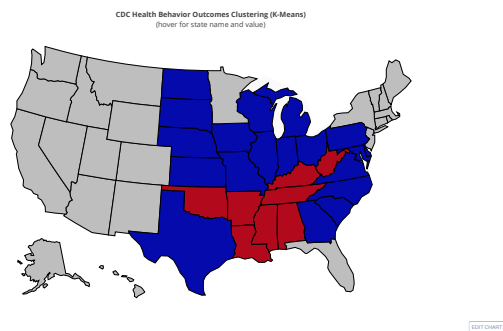 CDC Health Behavior Outcomes Clustering (K-Means)
(hover for state name and value)
EDIT CHART